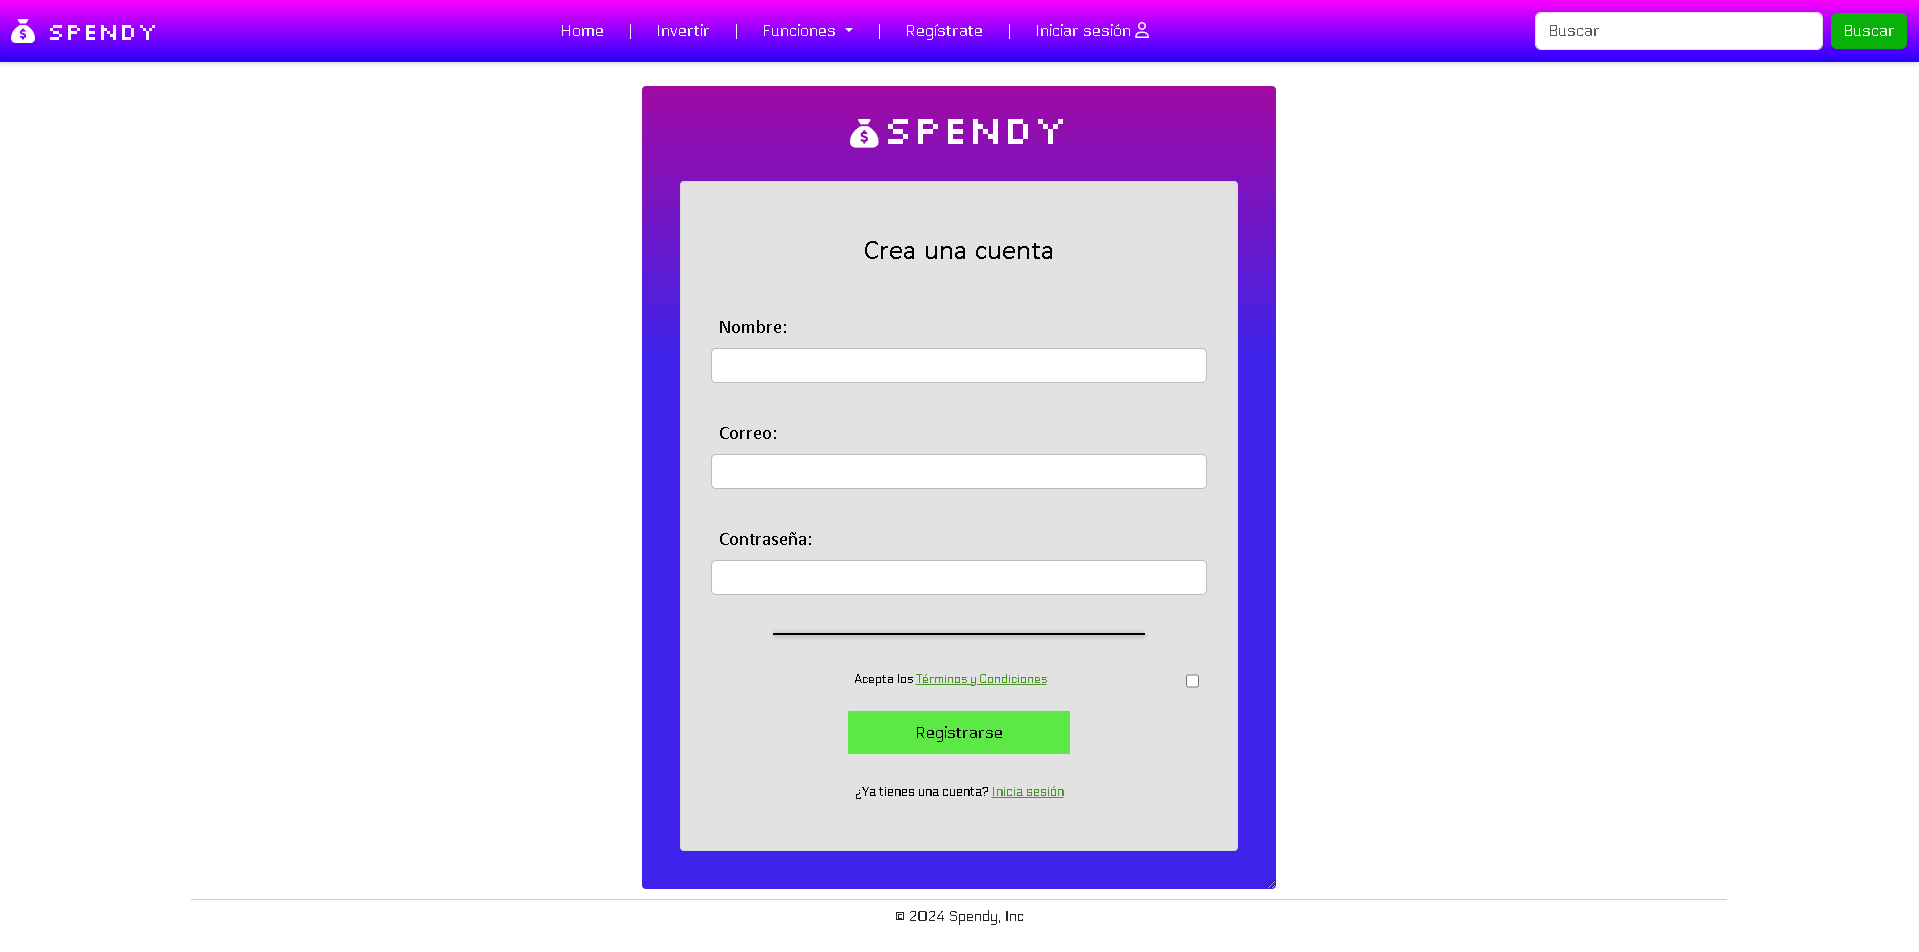 SPENDY Home | Invertir | Funciones | Regístrate | Iniciar sesión Buscar Buscar
SPENDY
Crea una cuenta
Nombre:
Correo:
Contraseña:
Acepta los Términos y Condiciones
Registrarse
¿Ya tienes una cuenta? Inicia sesión
© 2024 Spendy, Inc